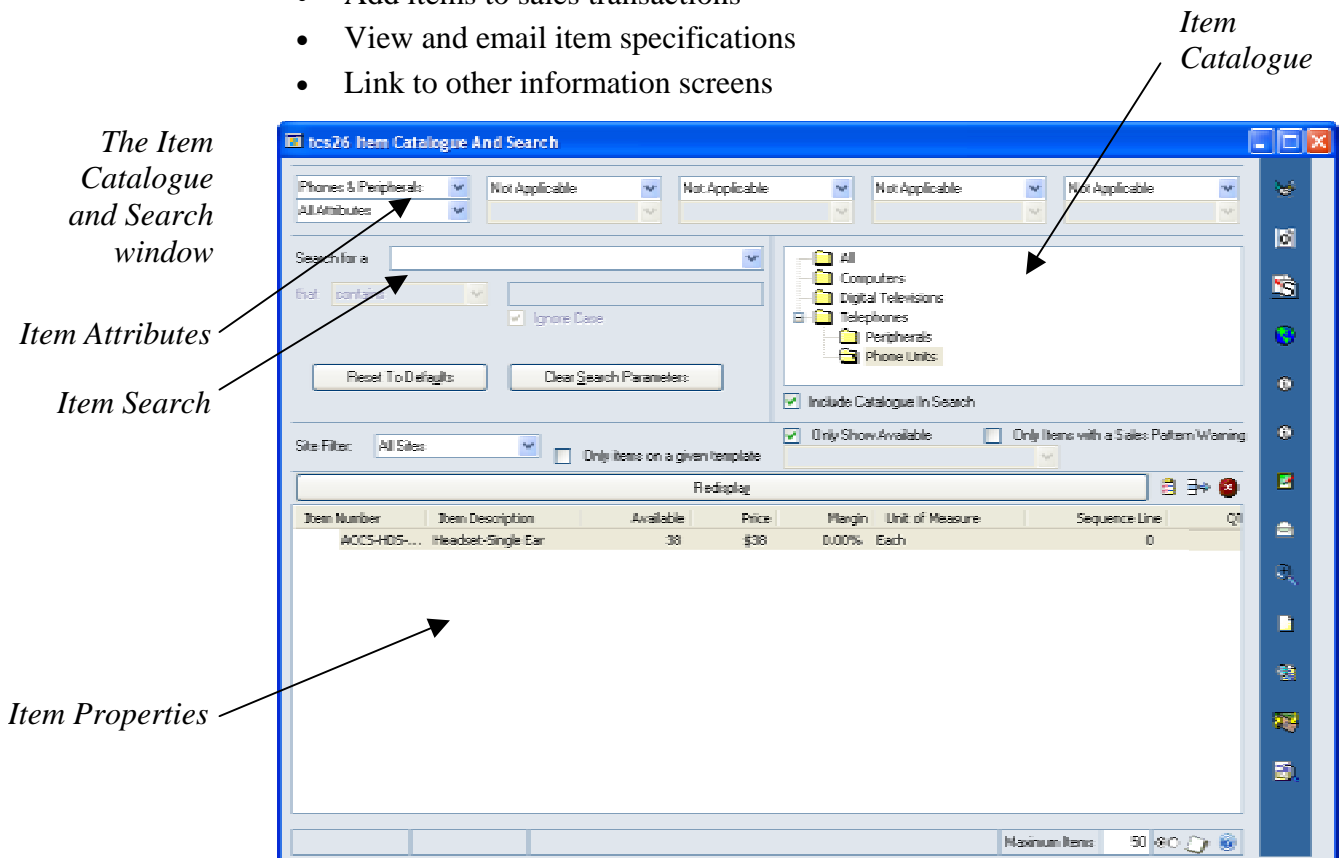 • Add items to sales transactions
• View and email item specifications
• Link to other information screens
Item
Catalogue
The Item
Catalogue
and Search
window
Item Attributes
Item Search
Item Properties
tcs26 Item Catalogue And Search
Phones & Peripherals Not Applicable Not Applicable Not Applicable Not Applicable
All Attributes
Search for a
that contains
Ignore Case
Reset To Defaults Clear Search Parameters
All
Computers
Digital Televisions
Telephones
Peripherals
Phone Units
Include Catalogue In Search
Site Filter: All Sites Only items on a given template
Only Show Available Only Items with a Sales Pattern Warning
Redisplay
Item Number Item Description Available Price Margin Unit of Measure Sequence Line
ACCS-HDS-... Headset-Single Ear 38 $38 0.00% Each 0
Maximum Items 50